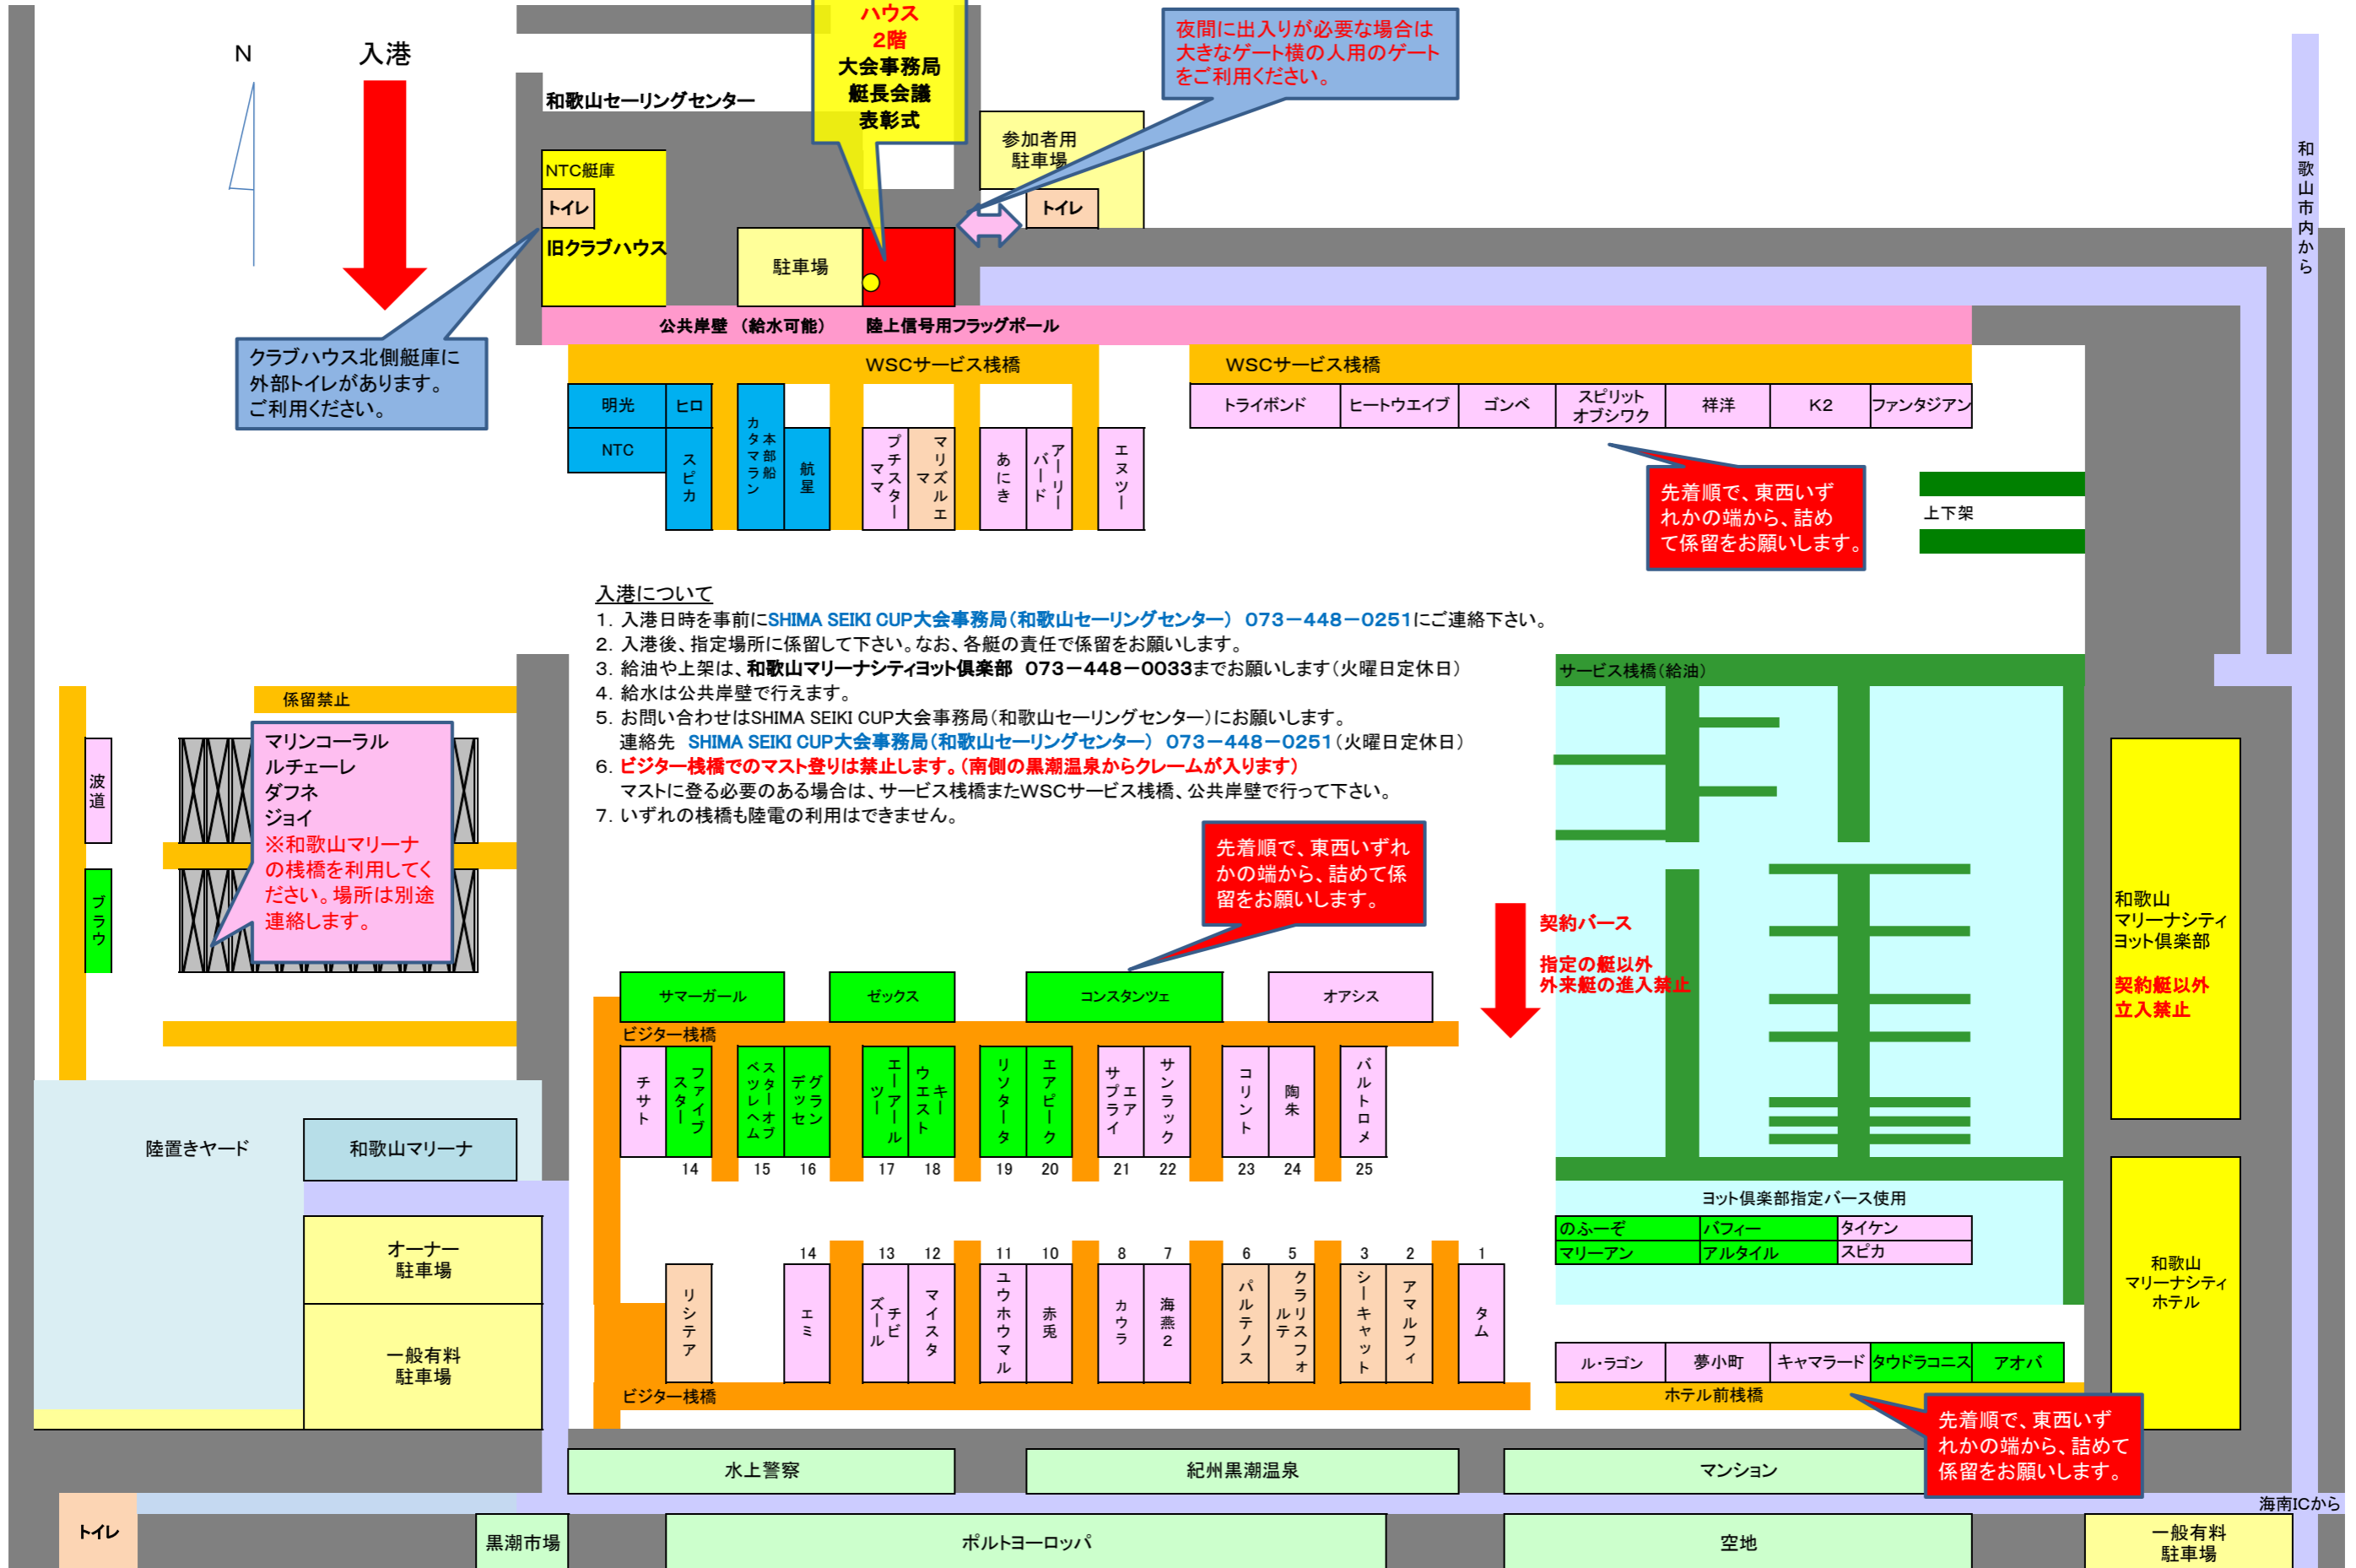 ハウス
2階
大会事務局
艇長会議
表彰式
夜間に出入りが必要な場合は
大きなゲート横の人用のゲート
をご利用ください。
N
入港
和歌山セーリングセンター
参加者用
駐車場
和歌山市内から
NTC艇庫
トイレ
旧クラブハウス
駐車場
トイレ
公共岸壁 (給水可能)
陸上信号用フラッグポール
クラブハウス北側艇庫に
外部トイレがあります。
ご利用ください。
WSCサービス桟橋
WSCサービス桟橋
明光
ヒロ
NTC
スピカ
本部船
カタマラン
航星
プチスター
ママ
マリズルエ
マ
あにき
アーリー
バード
エヌツー
トライボンド
ヒートウエイブ
ゴンベ
スピリット
オブシワク
祥洋
K2
ファンタジアン
先着順で、東西いず
れかの端から、詰め
て係留をお願いします。
上下架
入港について
1. 入港日時を事前にSHIMA SEIKI CUP大会事務局(和歌山セーリングセンター) 073-448-0251にご連絡下さい。
2. 入港後、指定場所に係留して下さい。なお、各艇の責任で係留をお願いします。
3. 給油や上架は、和歌山マリーナシティヨット倶楽部 073-448-0033までお願いします(火曜日定休日)
4. 給水は公共岸壁で行えます。
5. お問い合わせはSHIMA SEIKI CUP大会事務局(和歌山セーリングセンター)にお願いします。
連絡先 SHIMA SEIKI CUP大会事務局(和歌山セーリングセンター) 073-448-0251(火曜日定休日)
6. ビジター桟橋でのマスト登りは禁止します。(南側の黒潮温泉からクレームが入ります)
マストに登る必要のある場合は、サービス桟橋またWSCサービス桟橋、公共岸壁で行って下さい。
7. いずれの桟橋も陸電の利用はできません。
サービス桟橋(給油)
係留禁止
波道
ブラウ
マリンコーラル
ルチェーレ
ダフネ
ジョイ
※和歌山マリーナ
の桟橋を利用してく
ださい。場所は別途
連絡します。
先着順で、東西いずれ
かの端から、詰めて係
留をお願いします。
契約バース
指定の艇以外
外来艇の進入禁止
和歌山
マリーナシティ
ヨット倶楽部
契約艇以外
立入禁止
サマーガール
ゼックス
コンスタンツェ
オアシス
ビジター桟橋
チサト
ファイブ
スター
スターオブ
ベツレヘム
グラン
デッセ
エーアール
ツー
キー
ウエスト
リソタータ
エアピーク
エア
サプライ
サンラック
コリント
陶朱
バルトロメ
14 15 16 17 18 19 20 21 22 23 24 25
陸置きヤード
和歌山マリーナ
オーナー
駐車場
一般有料
駐車場
ヨット倶楽部指定バース使用
のふーぞ
バフィー
タイケン
マリーアン
アルタイル
スピカ
14 13 12 11 10 8 7 6 5 3 2 1
リシテア
エミ
チビ
ズール
マイスタ
ユウホウマル
赤兎
カウラ
海燕2
パルテノス
クラリスフォ
ルテ
シーキャット
アマルフィ
タム
ビジター桟橋
ル・ラゴン
夢小町
キャマラード
タウドラコニス
アオバ
ホテル前桟橋
和歌山
マリーナシティ
ホテル
先着順で、東西いず
れかの端から、詰めて
係留をお願いします。
水上警察
紀州黒潮温泉
マンション
海南ICから
トイレ
黒潮市場
ポルトヨーロッパ
空地
一般有料
駐車場